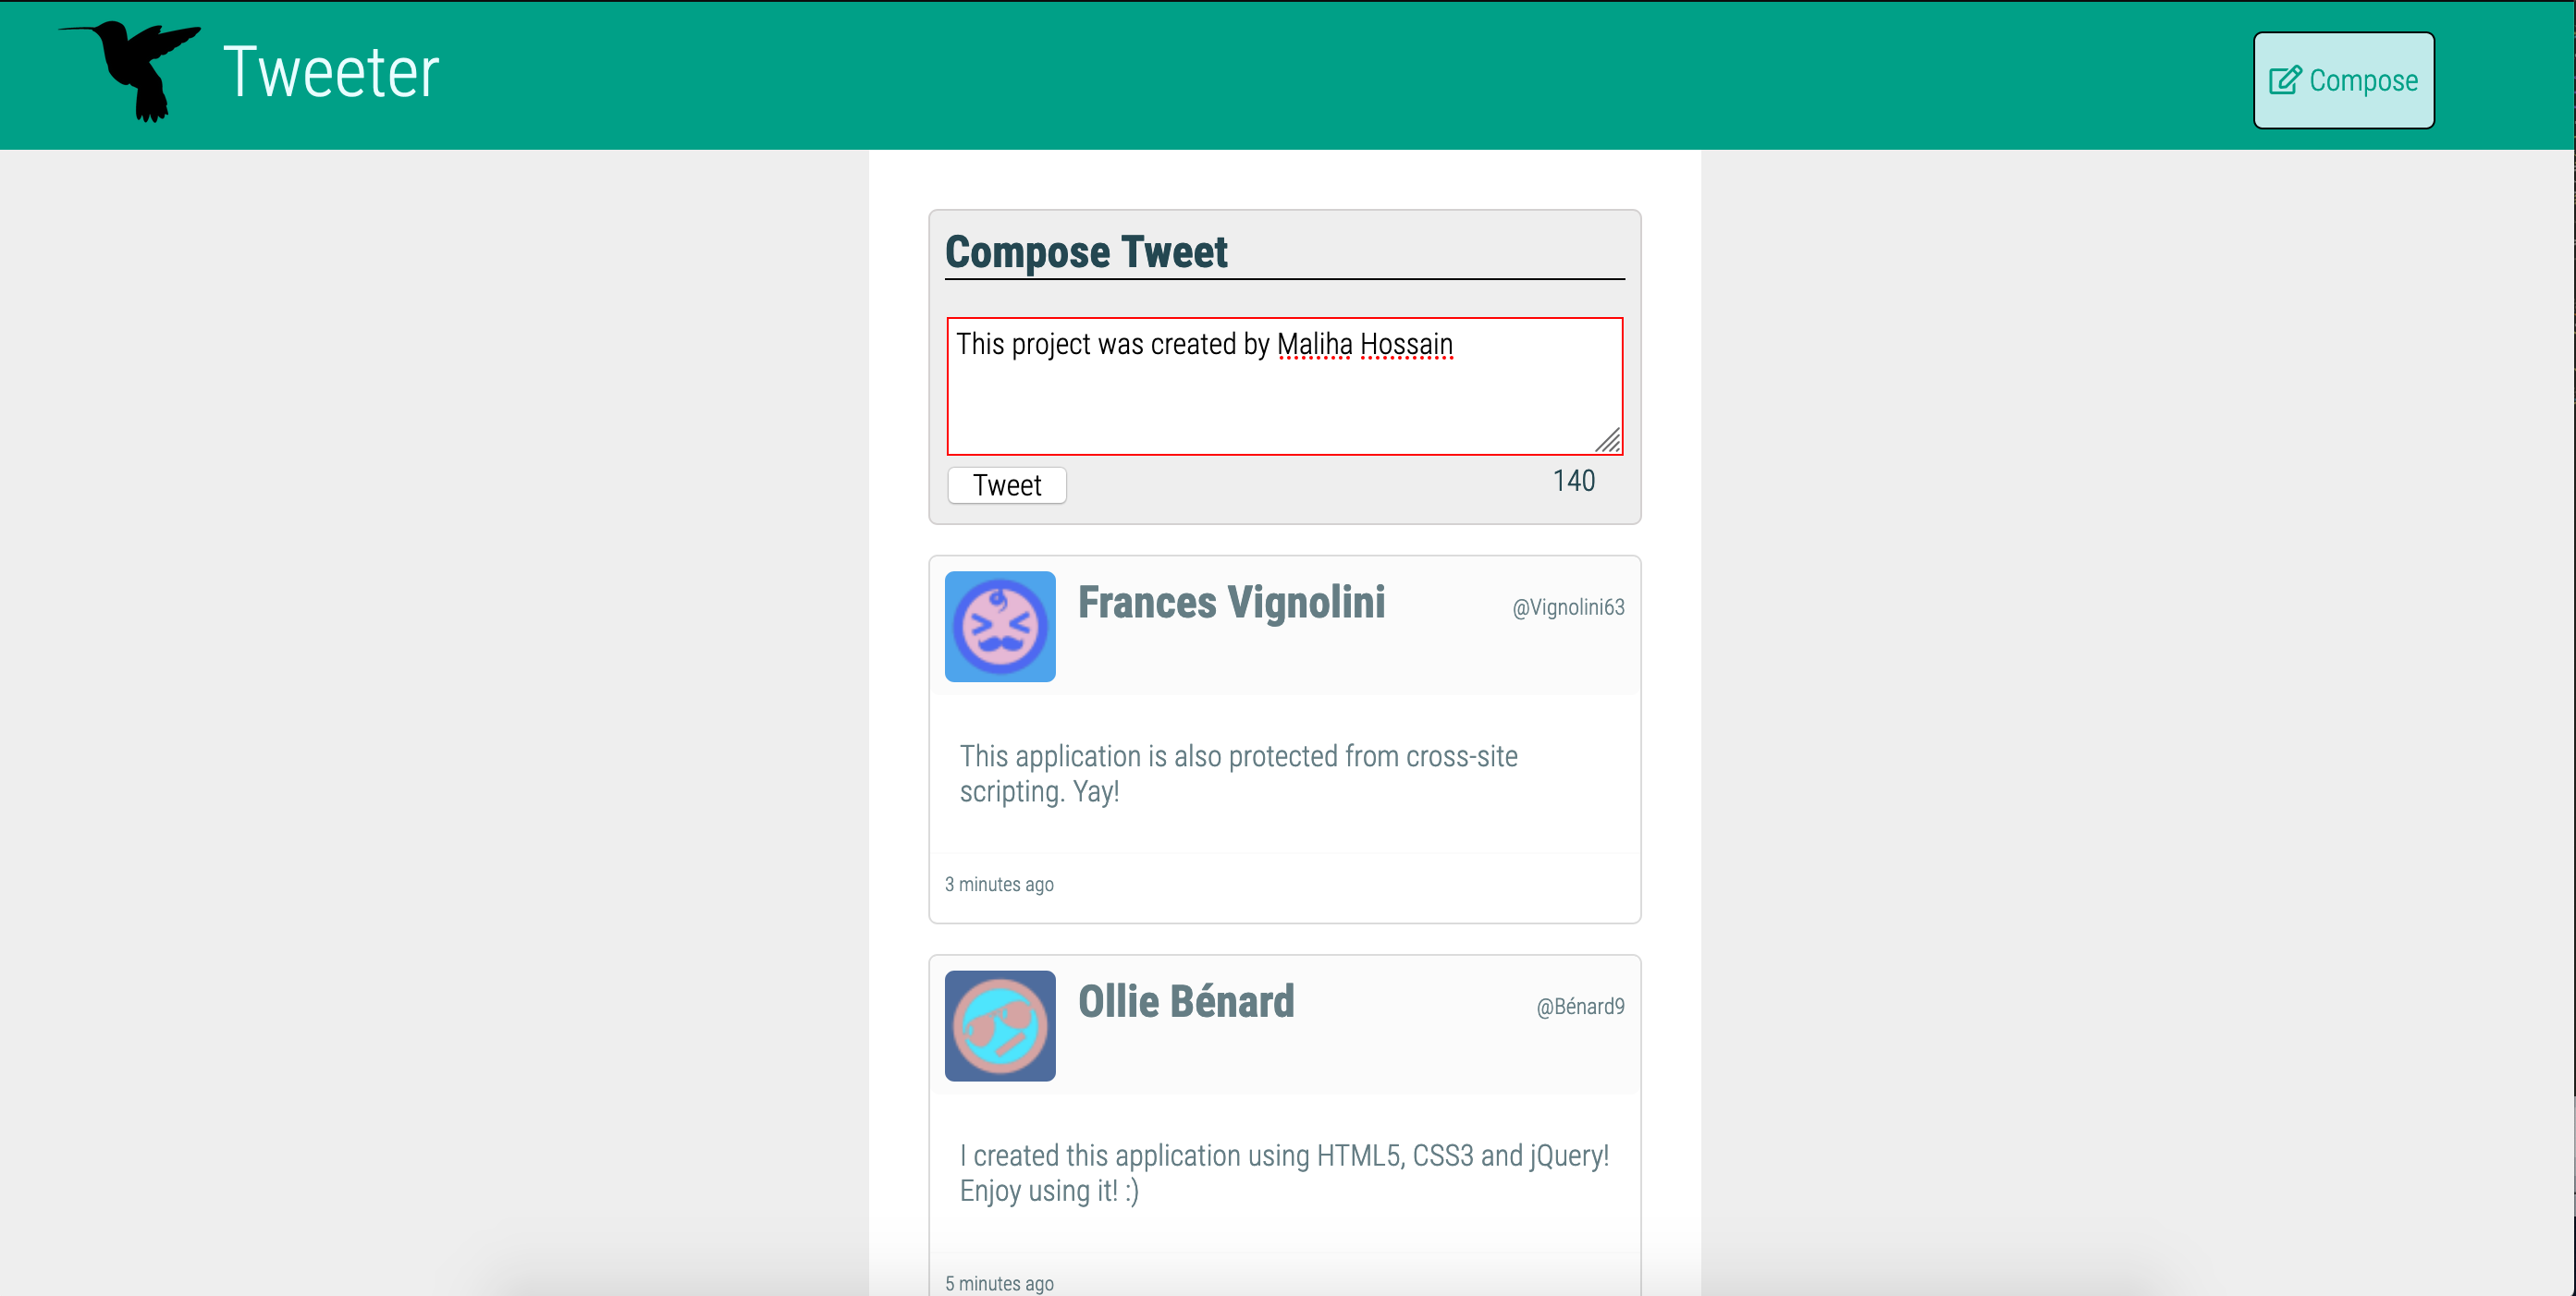 Tweeter
Compose
Compose Tweet
This project was created by Maliha Hossain
Tweet
140
Frances Vignolini
@Vignolini63
This application is also protected from cross-site
scripting. Yay!
3 minutes ago
Ollie Bénard
@Bénard9
I created this application using HTML5, CSS3 and jQuery!
Enjoy using it! :)
5 minutes ago